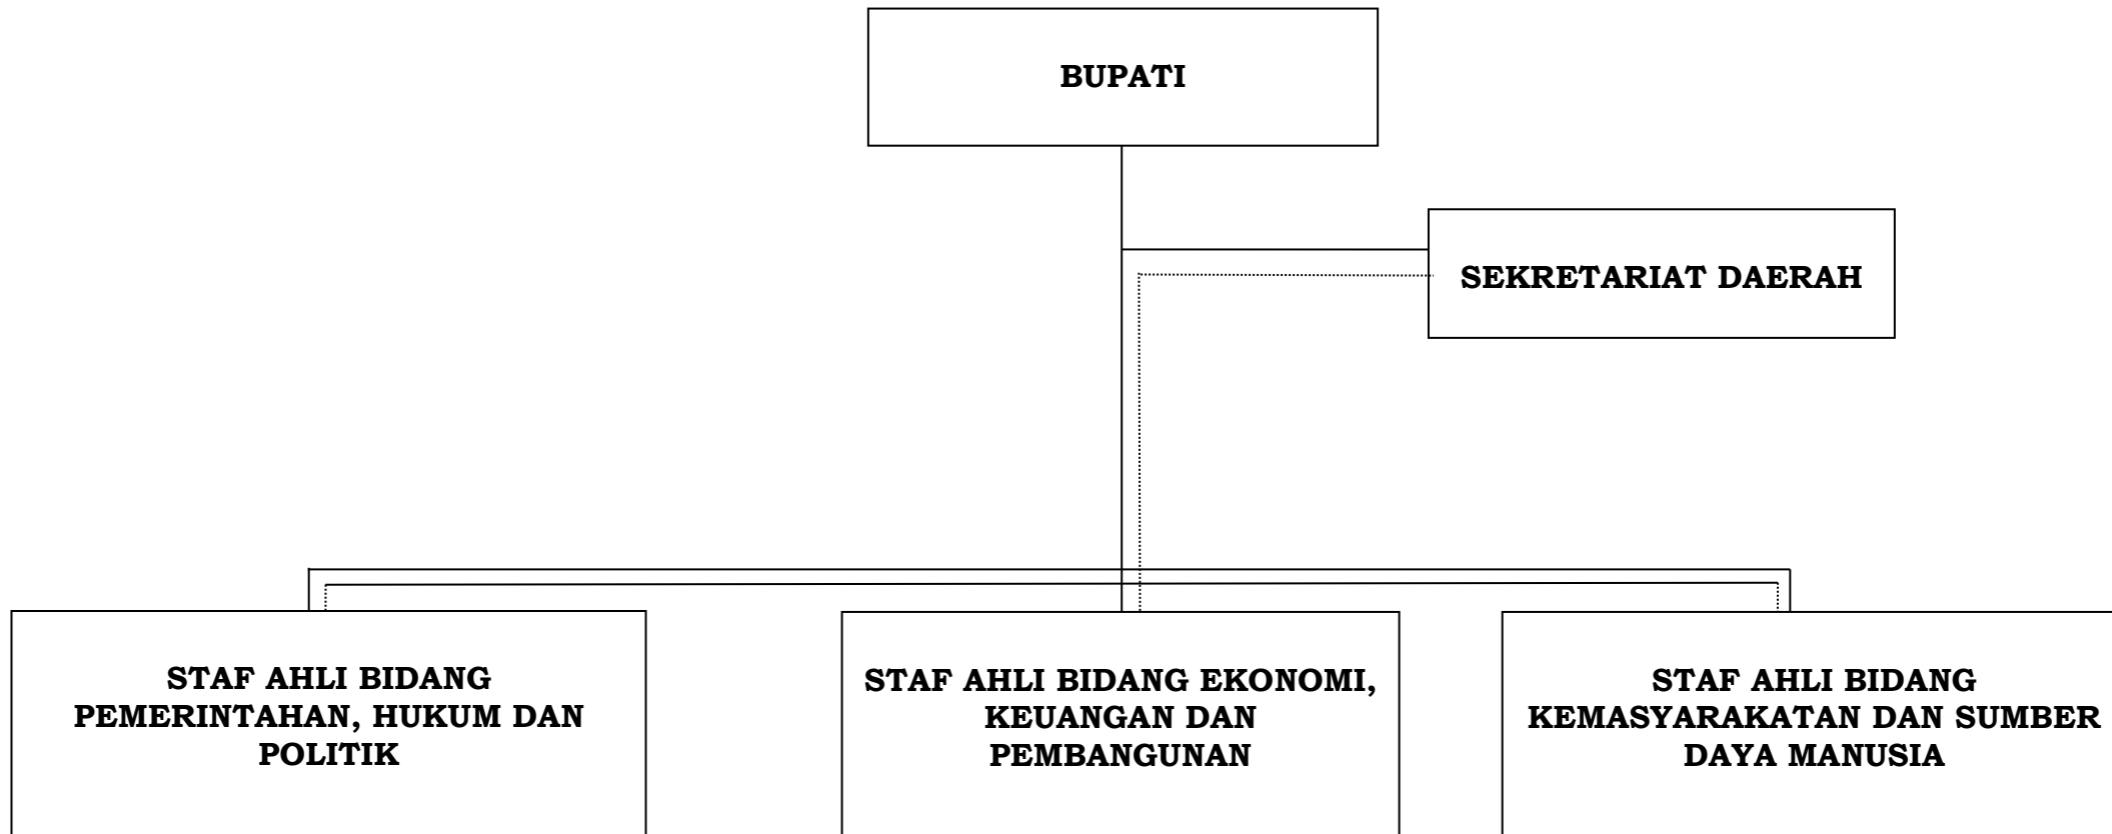 BUPATI
SEKRETARIAT DAERAH
STAF AHLI BIDANG
PEMERINTAHAN, HUKUM DAN
POLITIK
STAF AHLI BIDANG EKONOMI,
KEUANGAN DAN
PEMBANGUNAN
STAF AHLI BIDANG
KEMASYARAKATAN DAN SUMBER
DAYA MANUSIA